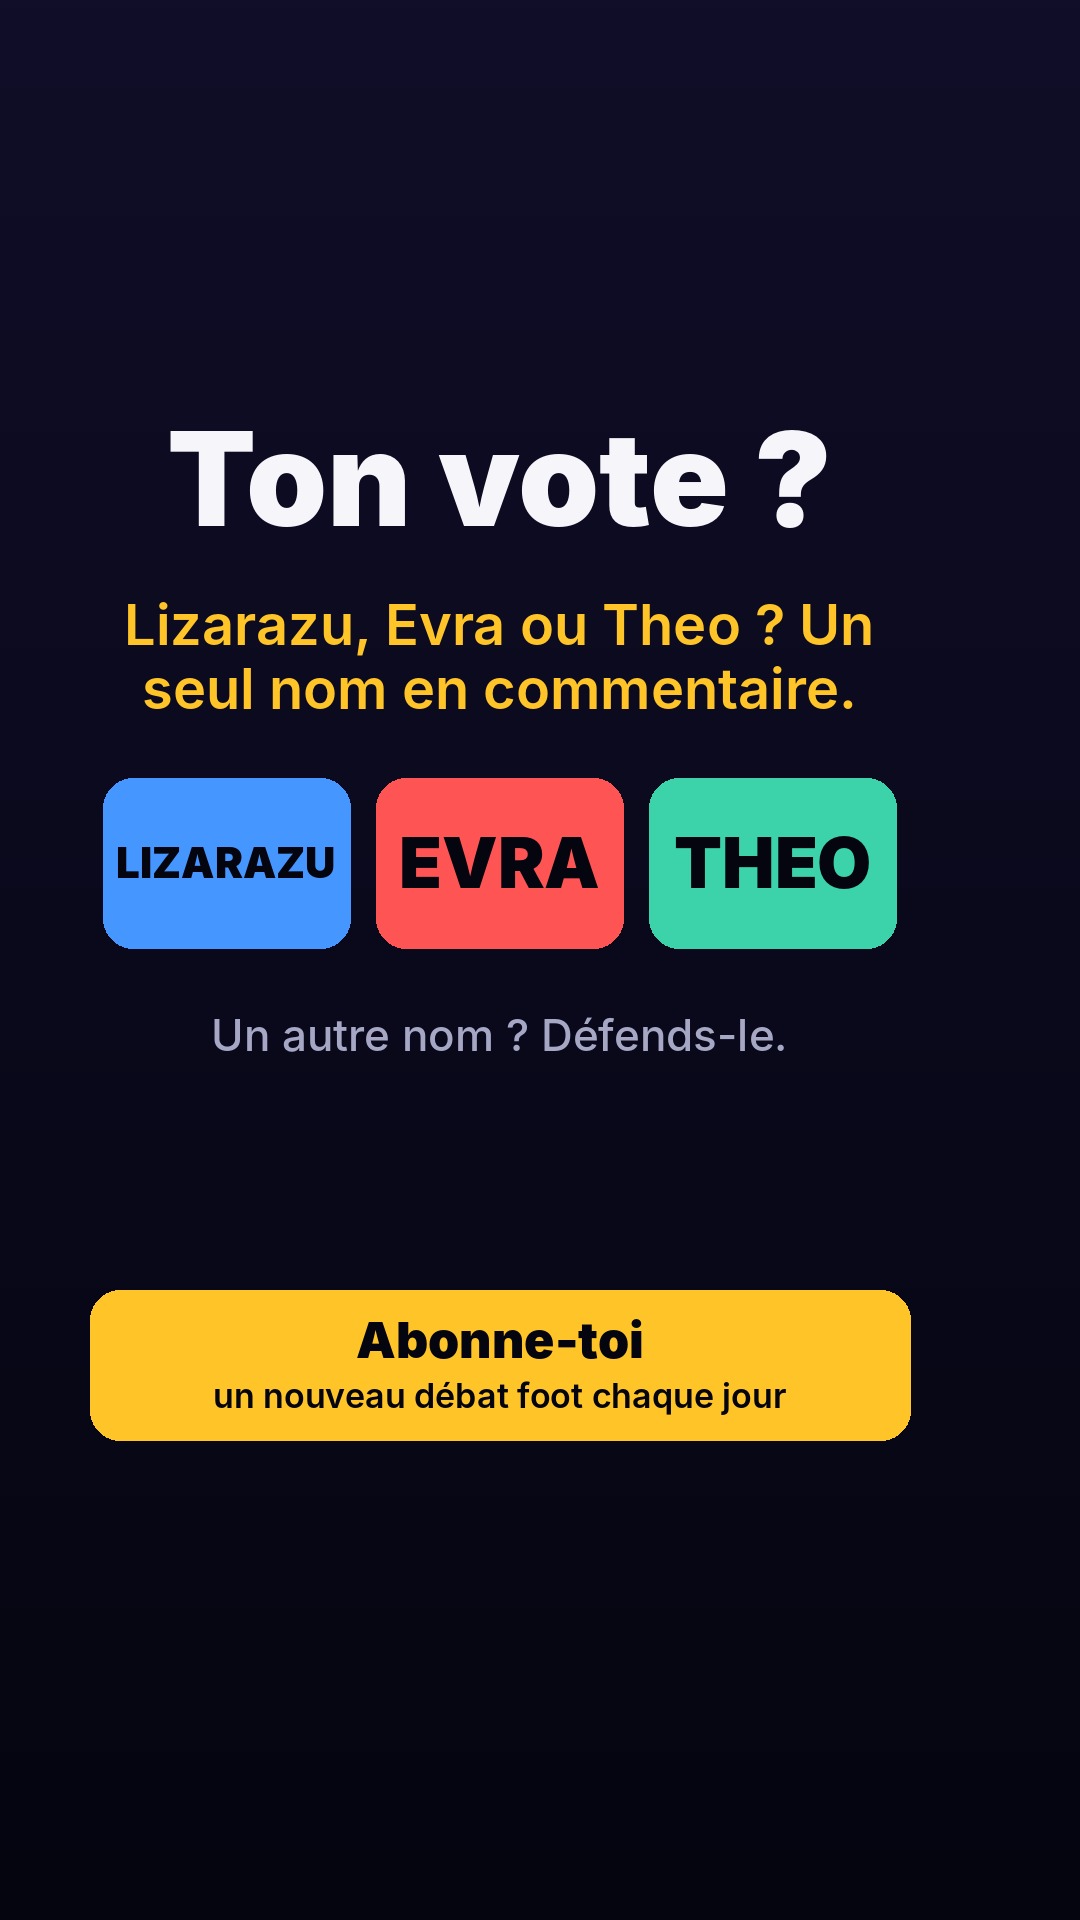 Ton vote ?
Lizarazu, Evra ou Theo ? Un
seul nom en commentaire.
LIZARAZU EVRA THEO
Un autre nom ? Défends-le.
Abonne-toi
un nouveau débat foot chaque jour